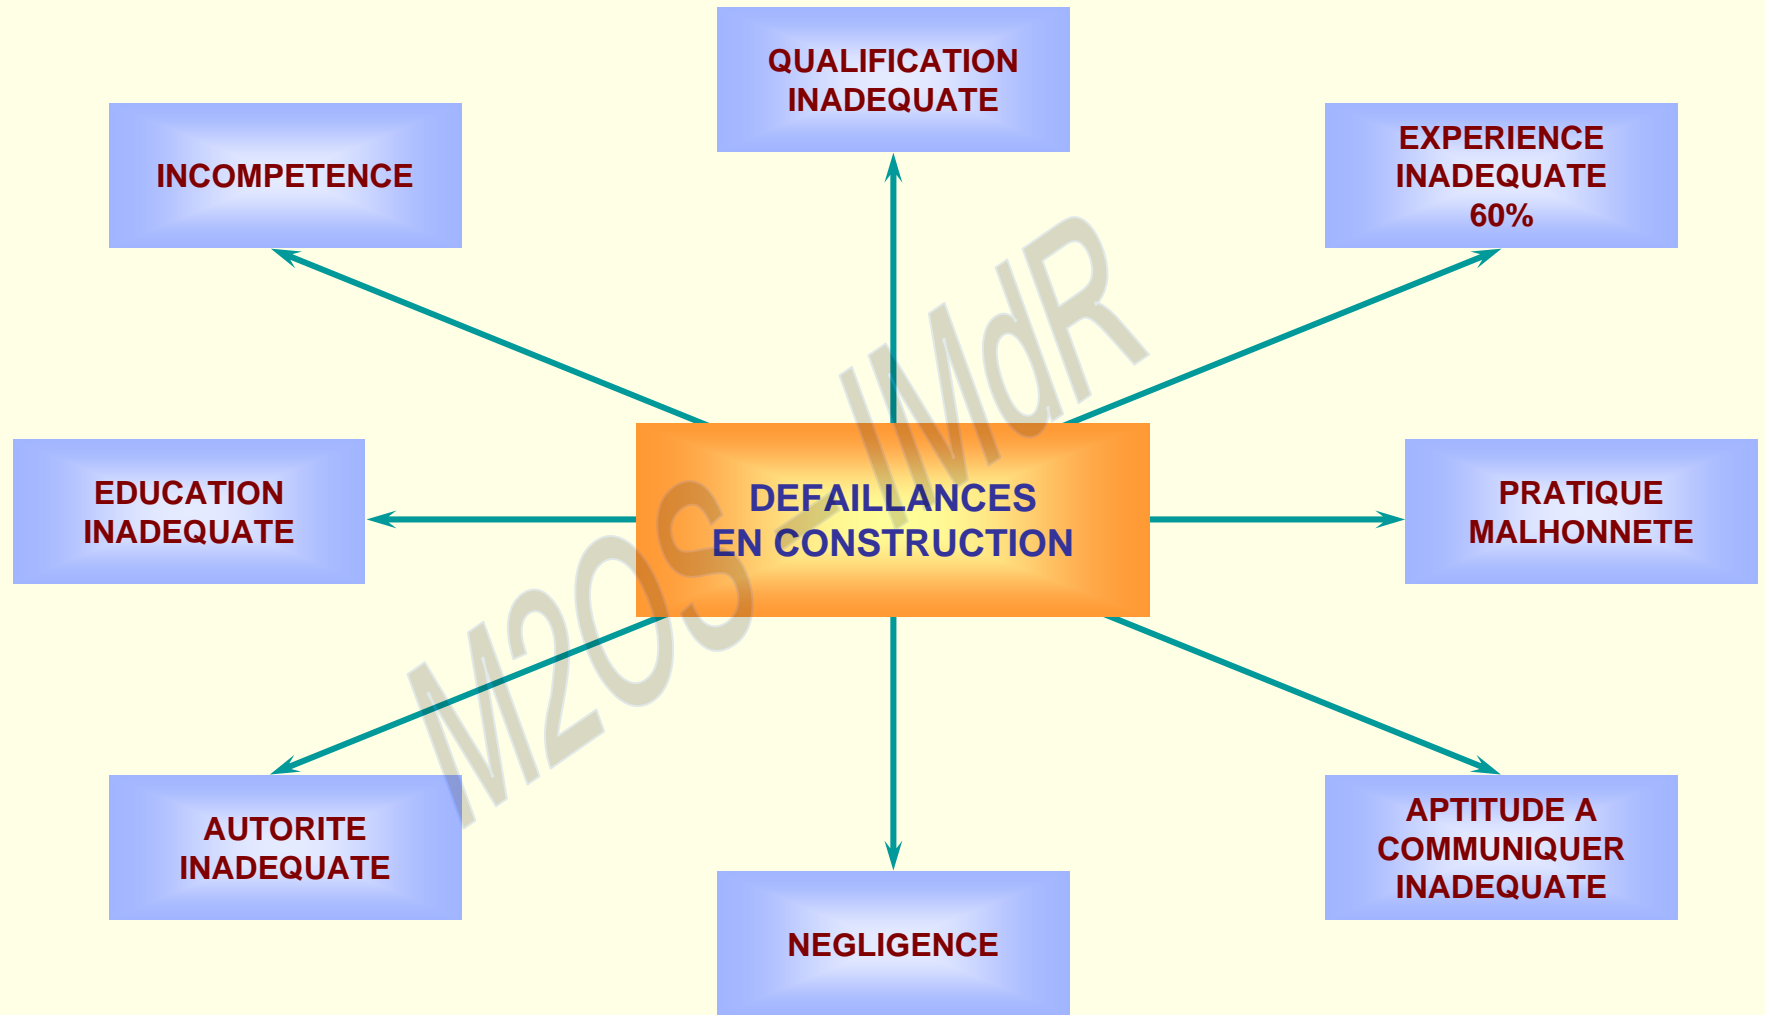 QUALIFICATION
INADEQUATE
INCOMPETENCE
EXPERIENCE
INADEQUATE
60%
EDUCATION
INADEQUATE
DEFAILLANCES
EN CONSTRUCTION
PRATIQUE
MALHONNETE
AUTORITE
INADEQUATE
NEGLIGENCE
APTITUDE A
COMMUNIQUER
INADEQUATE
M2OS – IMdR